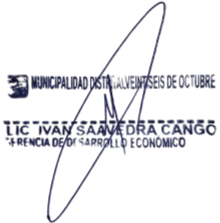 MUNICIPALIDAD DISTRITAL VEINTISEIS DE OCTUBRE
LIC IVAN SAAVEDRA CANGO
GERENCIA DE DESARROLLO ECONÓMICO